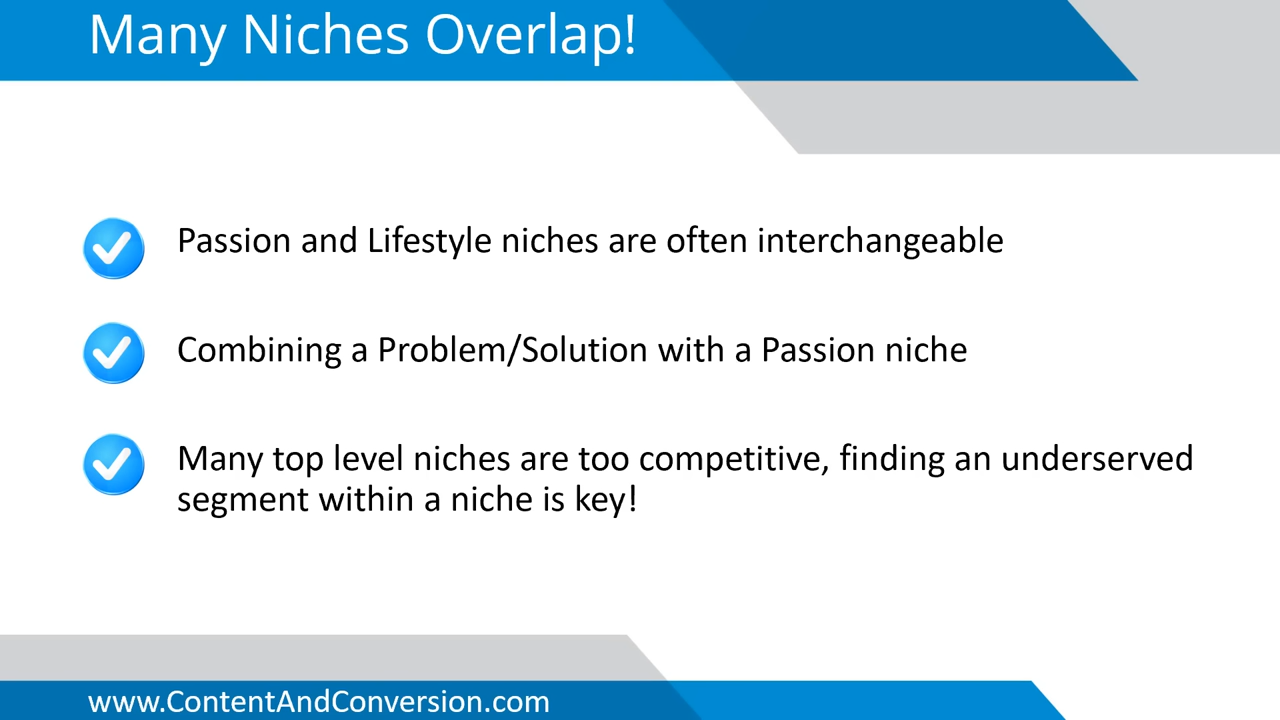 Many Niches Overlap!
Passion and Lifestyle niches are often interchangeable
Combining a Problem/Solution with a Passion niche
Many top level niches are too competitive, finding an underserved
segment within a niche is key!
www.ContentAndConversion.com